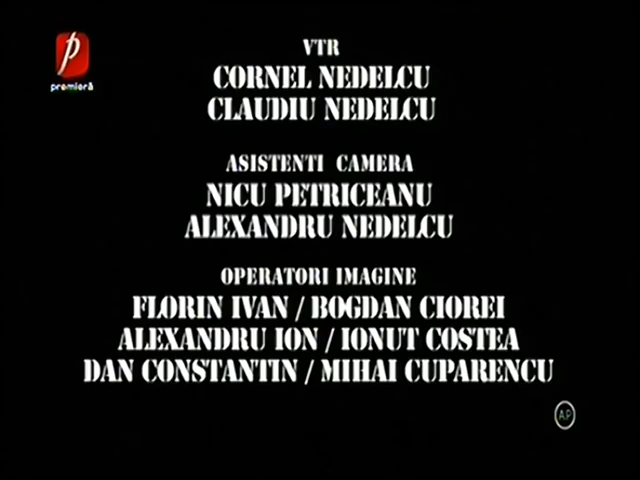 p
premieră
VTR
CORNEL NEDELCU
CLAUDIU NEDELCU
ASISTENTI CAMERA
NICU PETRICEANU
ALEXANDRU NEDELCU
OPERATORI IMAGINE
FLORIN IVAN / BOGDAN CIOREI
ALEXANDRU ION / IONUT COSTEA
DAN CONSTANTIN / MIHAI CUPARENCU
AP